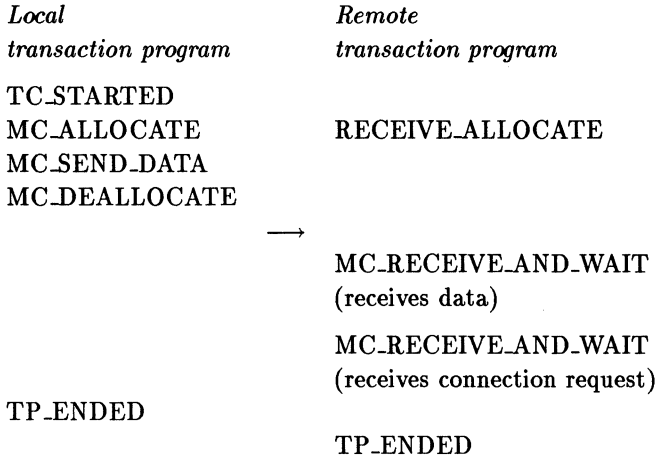 Local Remote
transaction program transaction program
TC_STARTED
MC_ALLOCATE RECEIVE_ALLOCATE
MC_SEND_DATA
MC_DEALLOCATE
⟶
MC_RECEIVE_AND_WAIT
(receives data)
MC_RECEIVE_AND_WAIT
(receives connection request)
TP_ENDED
TP_ENDED